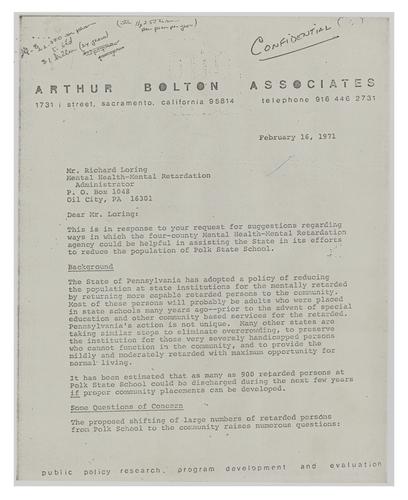 CONFIDENTIAL
ARTHUR BOLTON ASSOCIATES
1731 i street, sacramento, california 95814 telephone 916 446 2731
February 16, 1971
Mr. Richard Loring
Mental Health-Mental Retardation
Administrator
P. O. Box 1048
Oil City, PA 16301
Dear Mr. Loring:
This is in response to your request for suggestions regarding
ways in which the four-county Mental Health-Mental Retardation
agency could be helpful in assisting the State in its efforts
to reduce the population of Polk State School.
Background
The State of Pennsylvania has adopted a policy of reducing
the population at state institutions for the mentally retarded
by returning more capable retarded persons to the community.
Most of these persons will probably be adults who were placed
in state schools many years ago--prior to the advent of special
education and other community based services for the retarded.
Pennsylvania's action is not unique. Many other states are
taking similar steps to eliminate overcrowding, to preserve
the institution for those very severely handicapped persons
who cannot function in the community, and to provide the
mildly and moderately retarded with maximum opportunity for
normal living.
It has been estimated that as many as 900 retarded persons at
Polk State School could be discharged during the next few years
if proper community placements can be developed.
Some Questions of Concern
The proposed shifting of large numbers of retarded persons
from Polk School to the community raises numerous questions:
public policy research, program development and evaluation